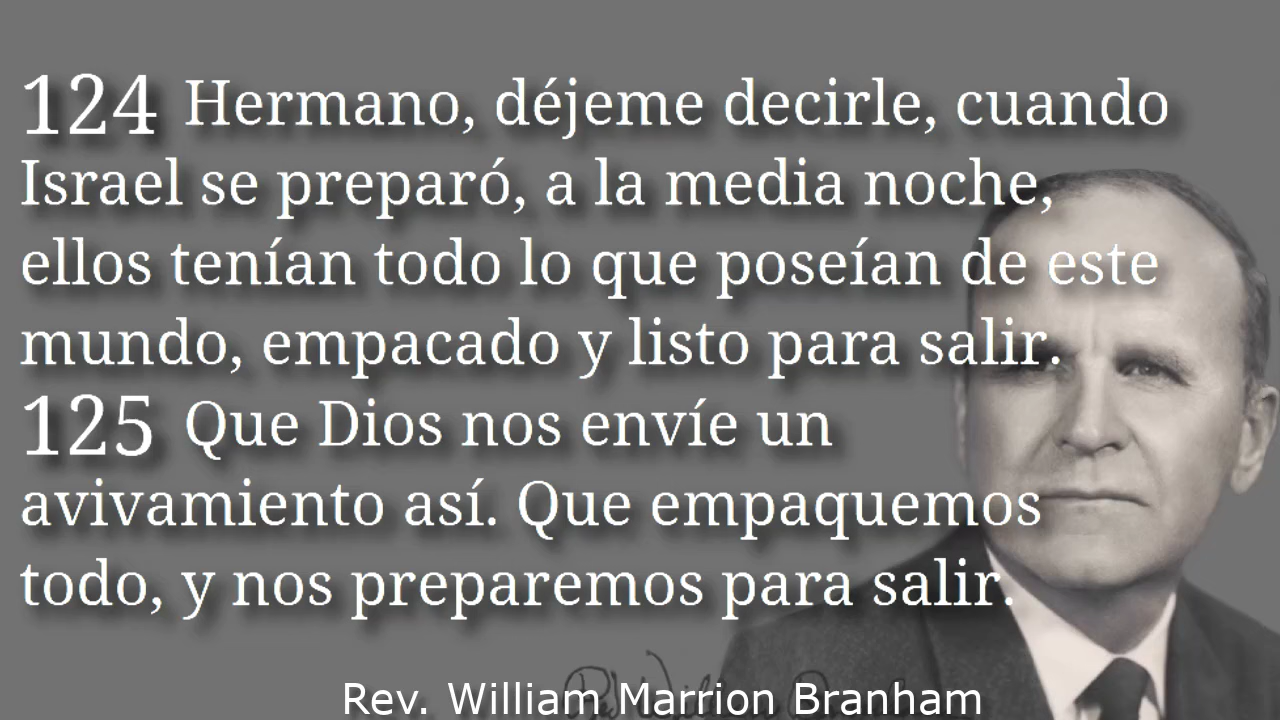 124 Hermano, déjeme decirle, cuando
Israel se preparó, a la media noche,
ellos tenían todo lo que poseían de este
mundo, empacado y listo para salir.
125 Que Dios nos envíe un
avivamiento así. Que empaquemos
todo, y nos preparemos para salir.
Rev. William Marrion Branham